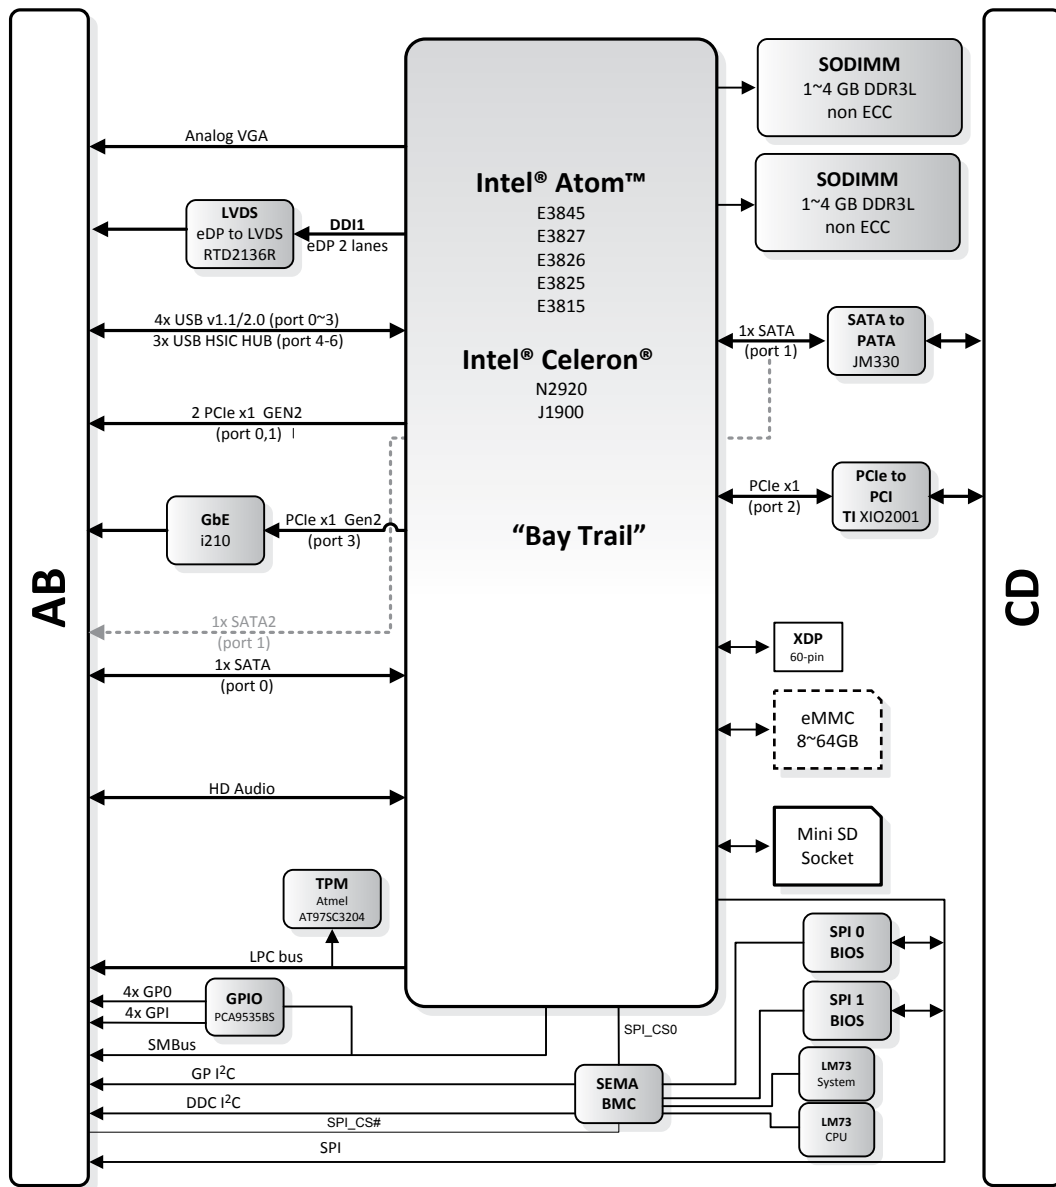 AB
CD
Intel® Atom™
E3845
E3827
E3826
E3825
E3815
Intel® Celeron®
N2920
J1900
“Bay Trail”
Analog VGA
LVDS
eDP to LVDS
RTD2136R
DDI1
eDP 2 lanes
4x USB v1.1/2.0 (port 0~3)
3x USB HSIC HUB (port 4-6)
2 PCIe x1 GEN2
(port 0,1)
GbE
i210
PCIe x1 Gen2
(port 3)
1x SATA2
(port 1)
1x SATA
(port 0)
HD Audio
TPM
Atmel
AT97SC3204
LPC bus
4x GP0
4x GPI
GPIO
PCA9535BS
SMBus
GP I²C
DDC I²C
SPI_CS#
SPI
SPI_CS0
SEMA
BMC
SODIMM
1~4 GB DDR3L
non ECC
SODIMM
1~4 GB DDR3L
non ECC
1x SATA
(port 1)
SATA to
PATA
JM330
PCIe x1
(port 2)
PCIe to
PCI
TI XIO2001
XDP
60-pin
eMMC
8~64GB
Mini SD
Socket
SPI 0
BIOS
SPI 1
BIOS
LM73
System
LM73
CPU